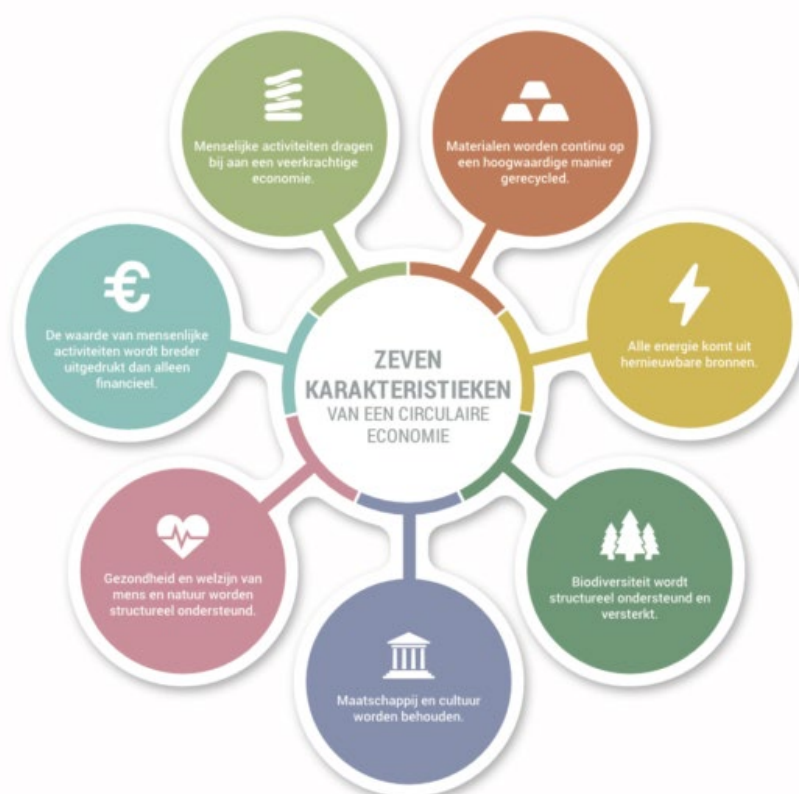 ZEVEN
KARAKTERISTIEKEN
VAN EEN CIRCULAIRE
ECONOMIE
Materialen worden continu op
een hoogwaardige manier
gerecycled.
Alle energie komt uit
hernieuwbare bronnen.
Biodiversiteit wordt
structureel ondersteund en
versterkt.
Maatschappij en cultuur
worden behouden.
Gezondheid en welzijn van
mens en natuur worden
structureel ondersteund.
De waarde van mensenlijke
activiteiten wordt breder
uitgedrukt dan alleen
financieel.
Menselijke activiteiten dragen
bij aan een veerkrachtige
economie.